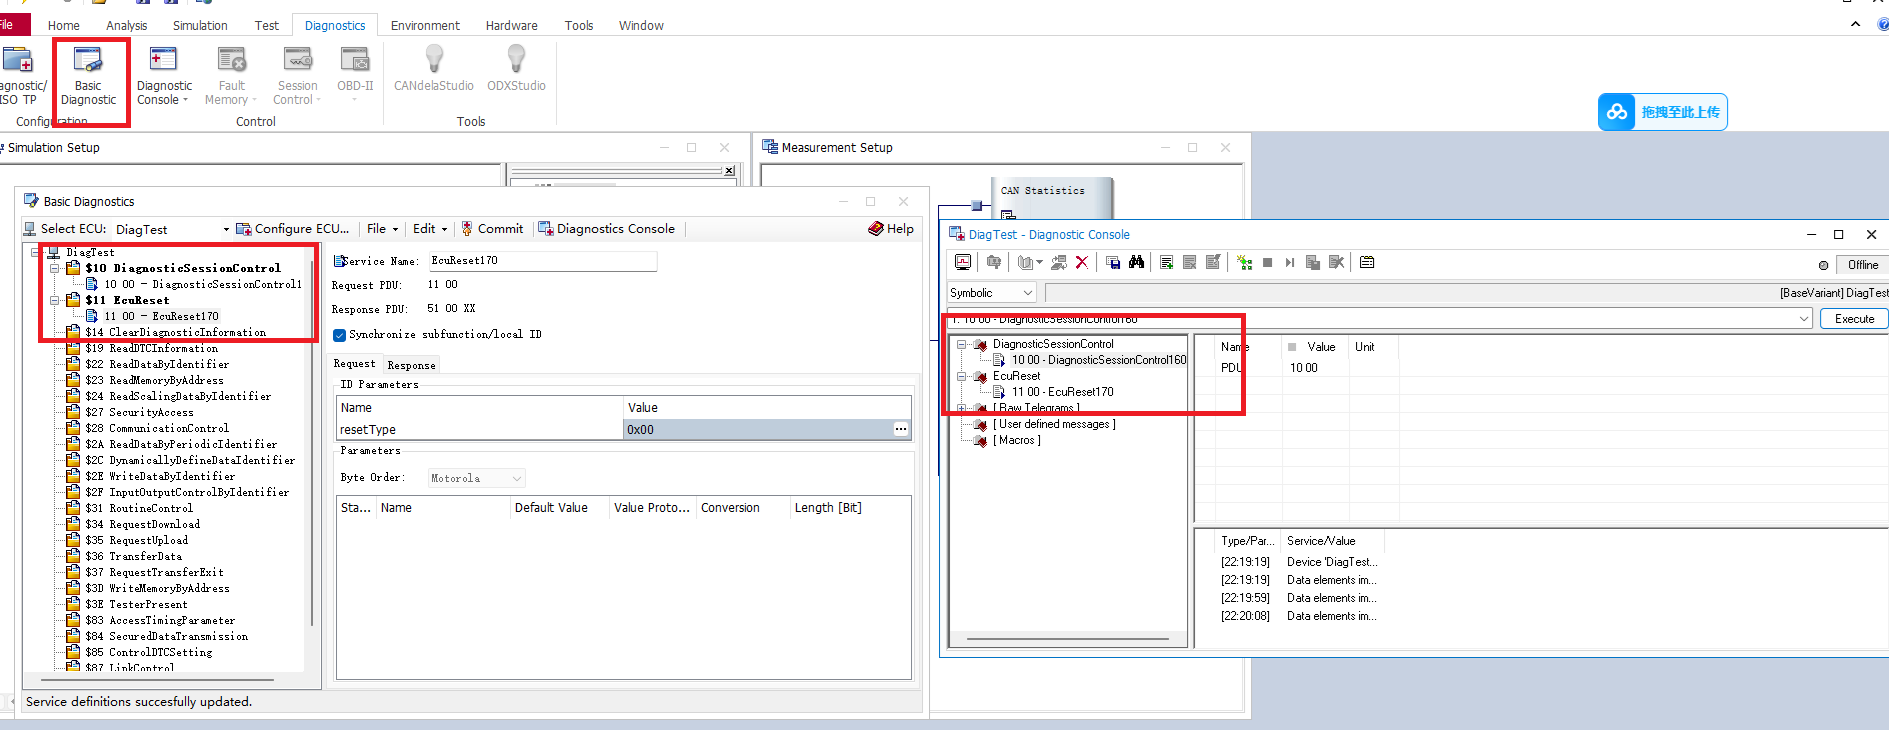 File Home Analysis Simulation Test Diagnostics Environment Hardware Tools Window
agnostic/ ISO TP
Basic Diagnostic
Diagnostic Console
Fault Memory
Session Control
OBD-II
CANdelaStudio
ODXStudio
Configuration
Control
Tools
拖拽至此上传
Simulation Setup
Measurement Setup
CAN Statistics
Basic Diagnostics
Select ECU: DiagTest Configure ECU... File Edit Commit Diagnostics Console Help
DiagTest
$10 DiagnosticSessionControl
10 00 - DiagnosticSessionControl1
$11 EcuReset
11 00 - EcuReset170
$14 ClearDiagnosticInformation
$19 ReadDTCInformation
$22 ReadDataByIdentifier
$23 ReadMemoryByAddress
$24 ReadScalingDataByIdentifier
$27 SecurityAccess
$28 CommunicationControl
$2A ReadDataByPeriodicIdentifier
$2C DynamicallyDefineDataIdentifier
$2E WriteDataByIdentifier
$2F InputOutputControlByIdentifier
$31 RoutineControl
$34 RequestDownload
$35 RequestUpload
$36 TransferData
$37 RequestTransferExit
$3D WriteMemoryByAddress
$3E TesterPresent
$83 AccessTimingParameter
$84 SecuredDataTransmission
$85 ControlDTCSetting
$87 LinkControl
Service Name: EcuReset170
Request PDU: 11 00
Response PDU: 51 00 XX
Synchronize subfunction/local ID
Request Response
ID Parameters
Name Value
resetType 0x00 ...
Parameters
Byte Order: Motorola
Sta... Name Default Value Value Proto... Conversion Length [Bit]
Service definitions succesfully updated.
DiagTest - Diagnostic Console
Offline
Symbolic [BaseVariant] DiagTest
1: 10 00 - DiagnosticSessionControl160 Execute
DiagnosticSessionControl
10 00 - DiagnosticSessionControl160
EcuReset
11 00 - EcuReset170
[ Raw Telegrams ]
[ User defined messages ]
[ Macros ]
Name Value Unit
PDU 10 00
Type/Par... Service/Value
[22:19:19] Device 'DiagTest...
[22:19:19] Data elements im...
[22:19:59] Data elements im...
[22:20:08] Data elements im...